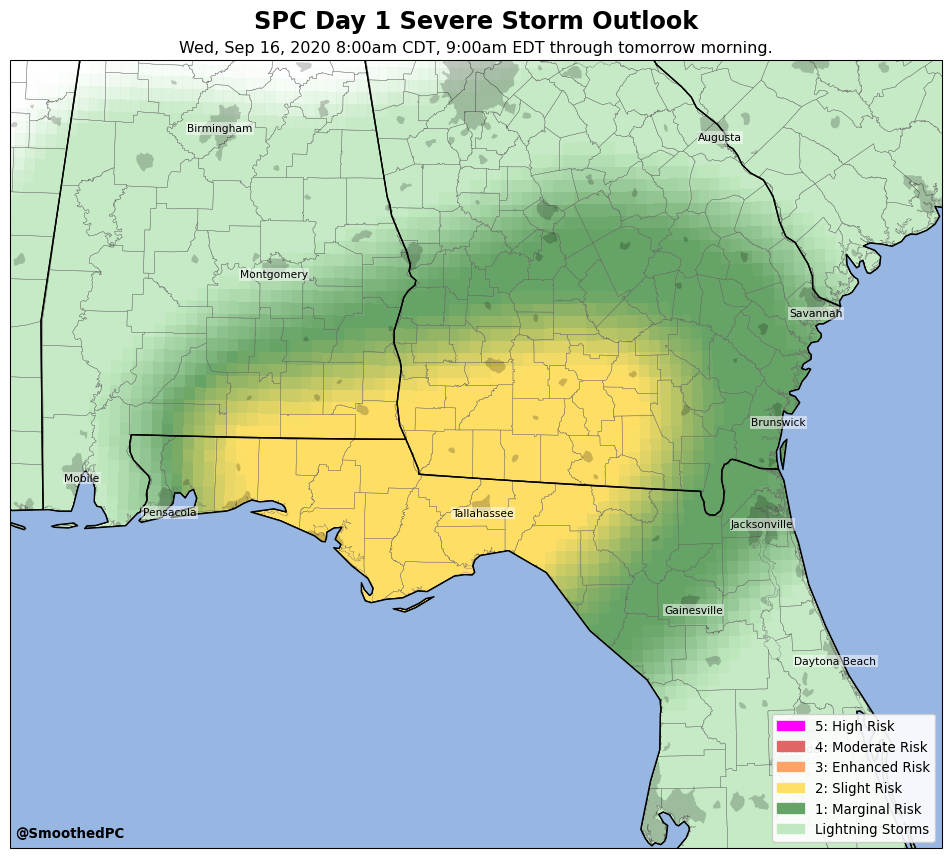 SPC Day 1 Severe Storm Outlook
Wed, Sep 16, 2020 8:00am CDT, 9:00am EDT through tomorrow morning.
Birmingham
Augusta
Montgomery
Savannah
Brunswick
Mobile
Pensacola
Tallahassee
Jacksonville
Gainesville
Daytona Beach
5: High Risk
4: Moderate Risk
3: Enhanced Risk
2: Slight Risk
1: Marginal Risk
Lightning Storms
@SmoothedPC